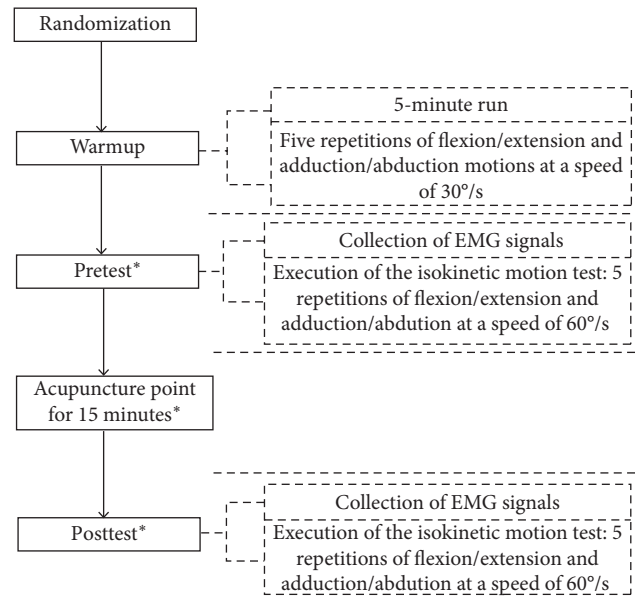 Randomization
5-minute run
Warmup
Five repetitions of flexion/extension and
adduction/abduction motions at a speed
of 30°/s
Collection of EMG signals
Pretest*
Execution of the isokinetic motion test: 5
repetitions of flexion/extension and
adduction/abdution at a speed of 60°/s
Acupuncture point
for 15 minutes*
Collection of EMG signals
Posttest*
Execution of the isokinetic motion test: 5
repetitions of flexion/extension and
adduction/abdution at a speed of 60°/s